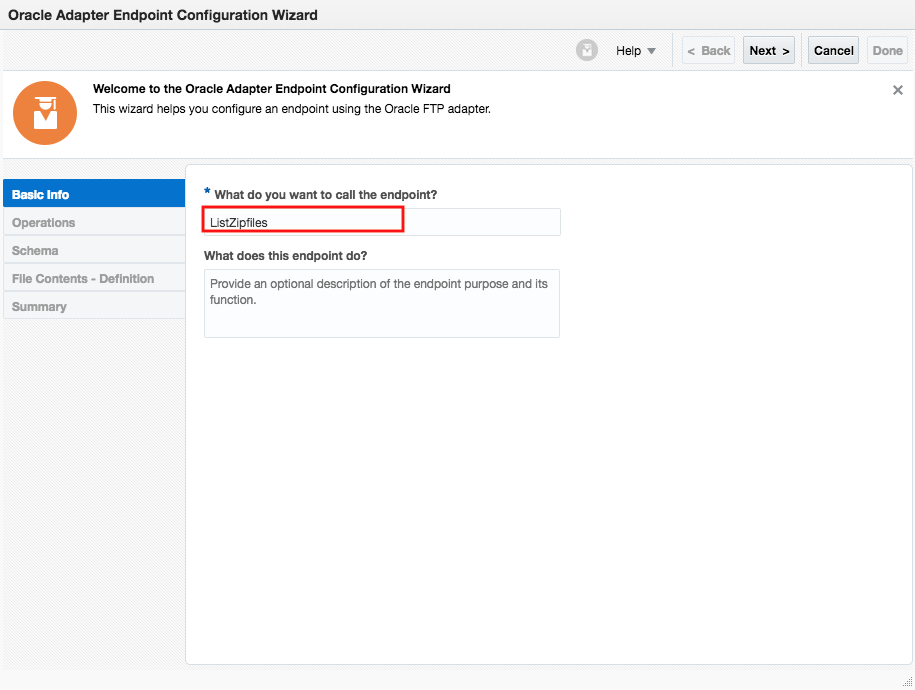 Oracle Adapter Endpoint Configuration Wizard
Help
< Back
Next >
Cancel
Done
Welcome to the Oracle Adapter Endpoint Configuration Wizard
This wizard helps you configure an endpoint using the Oracle FTP adapter.
Basic Info
Operations
Schema
File Contents - Definition
Summary
* What do you want to call the endpoint?
ListZipfiles
What does this endpoint do?
Provide an optional description of the endpoint purpose and its
function.